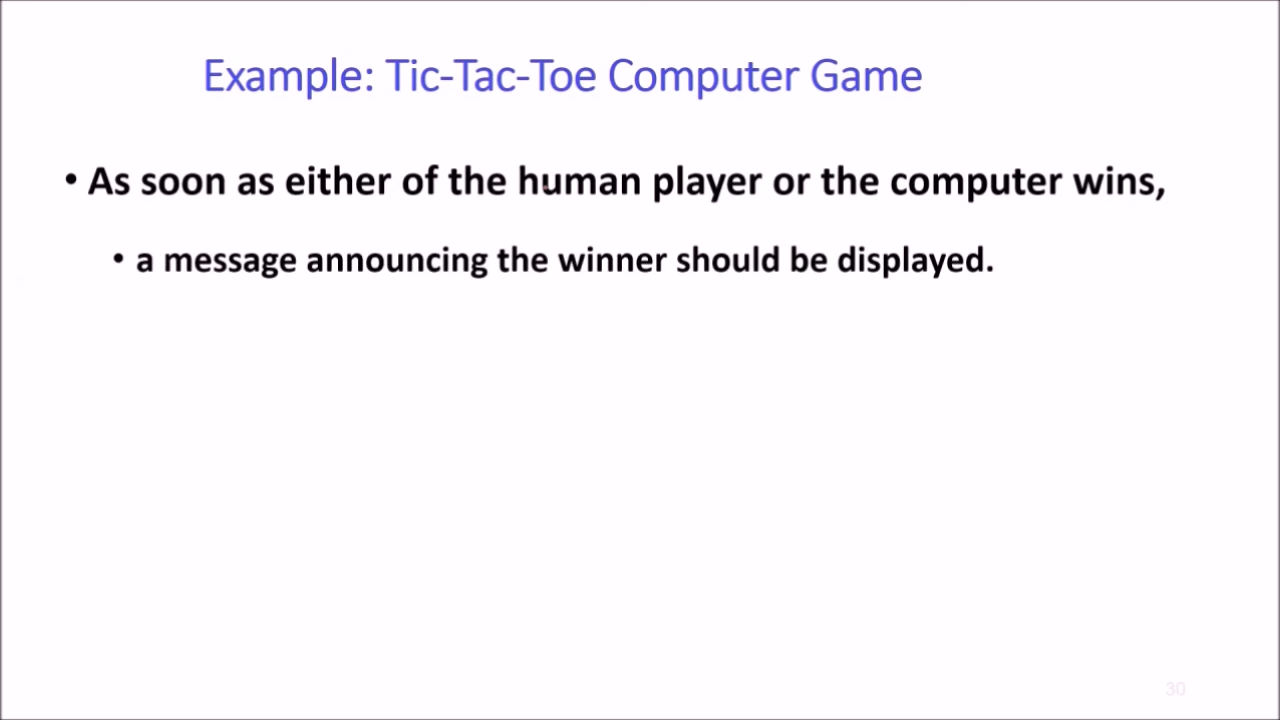 Example: Tic-Tac-Toe Computer Game
• As soon as either of the human player or the computer wins,
• a message announcing the winner should be displayed.
30